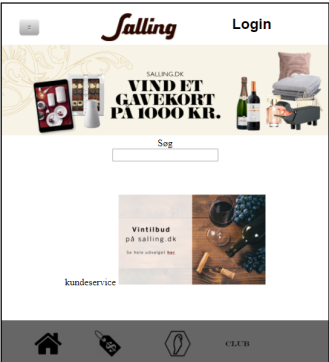 Salling
Login
SALLING.DK
VIND ET
GAVEKORT
PÅ 1000 KR.
Søg
Vintilbud
på salling.dk
Se hele udvalget her
kundeservice
CLUB